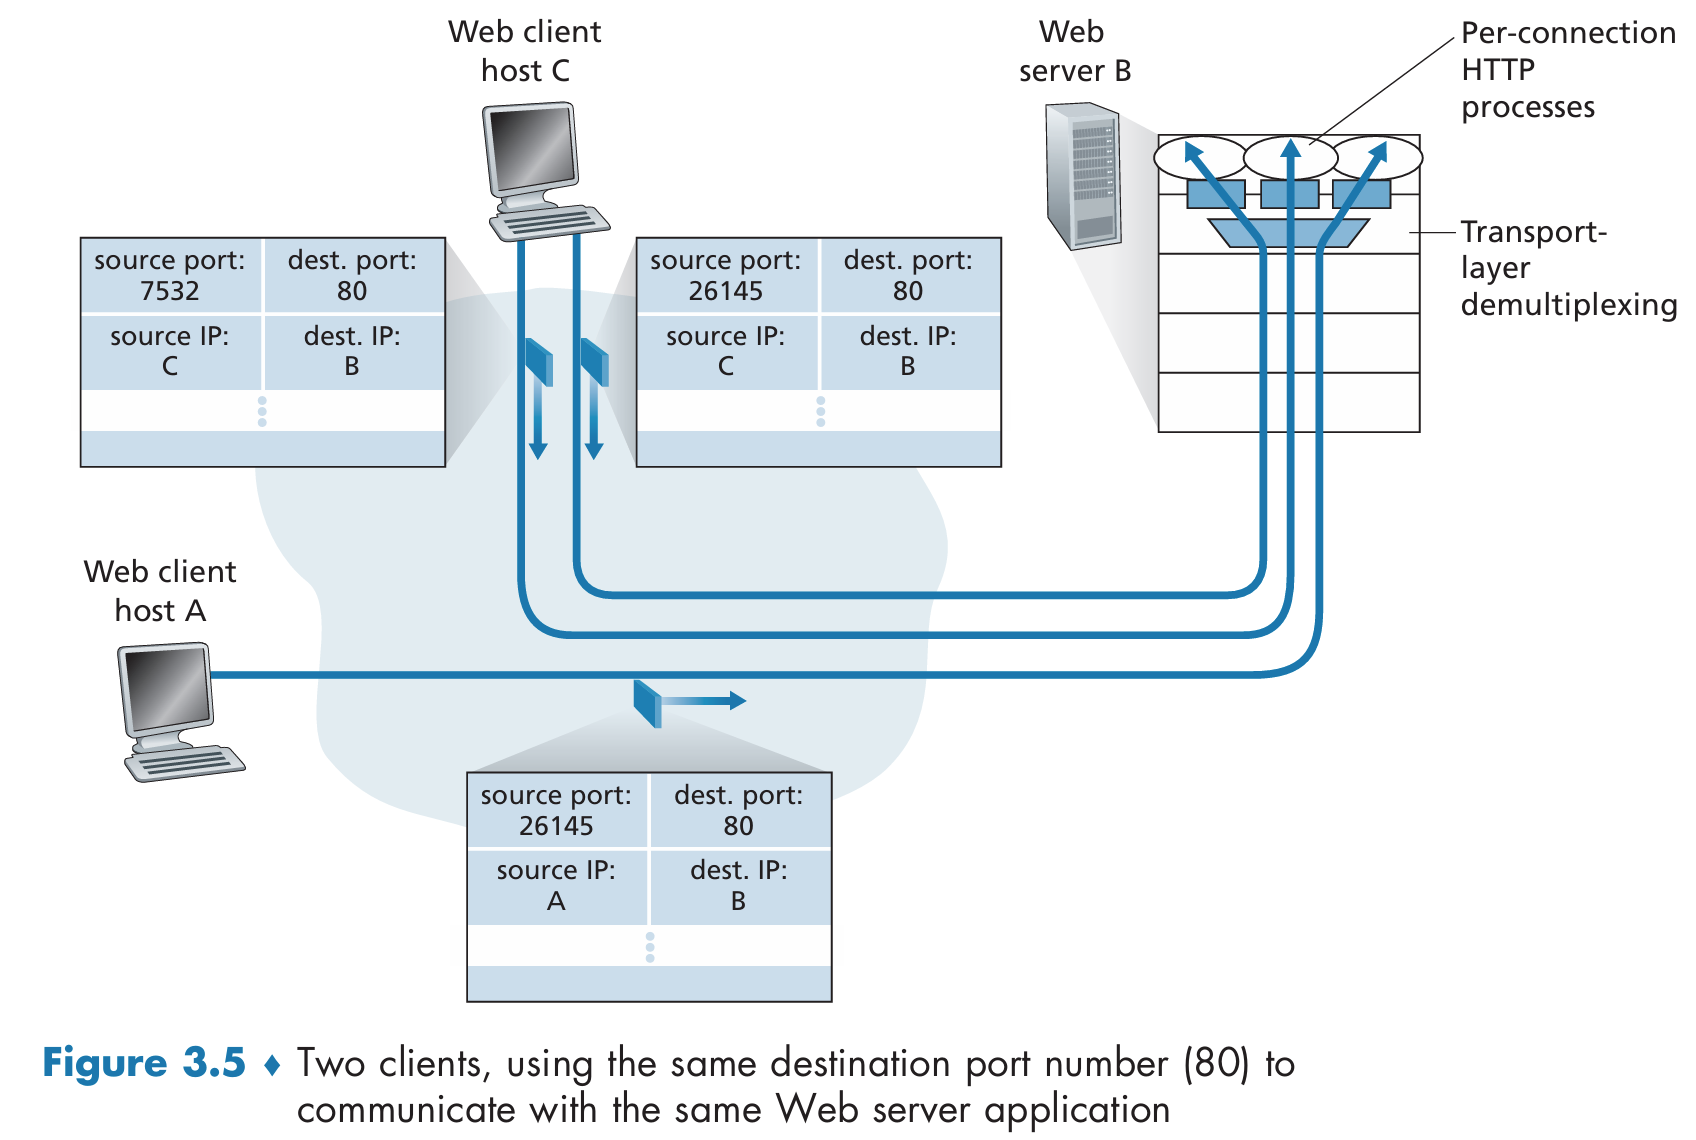 Web client
host C
Web
server B
Per-connection
HTTP
processes
Transport-
layer
demultiplexing
source port:
7532
dest. port:
80
source IP:
C
dest. IP:
B
source port:
26145
dest. port:
80
source IP:
C
dest. IP:
B
Web client
host A
source port:
26145
dest. port:
80
source IP:
A
dest. IP:
B
Figure 3.5 ♦ Two clients, using the same destination port number (80) to
communicate with the same Web server application